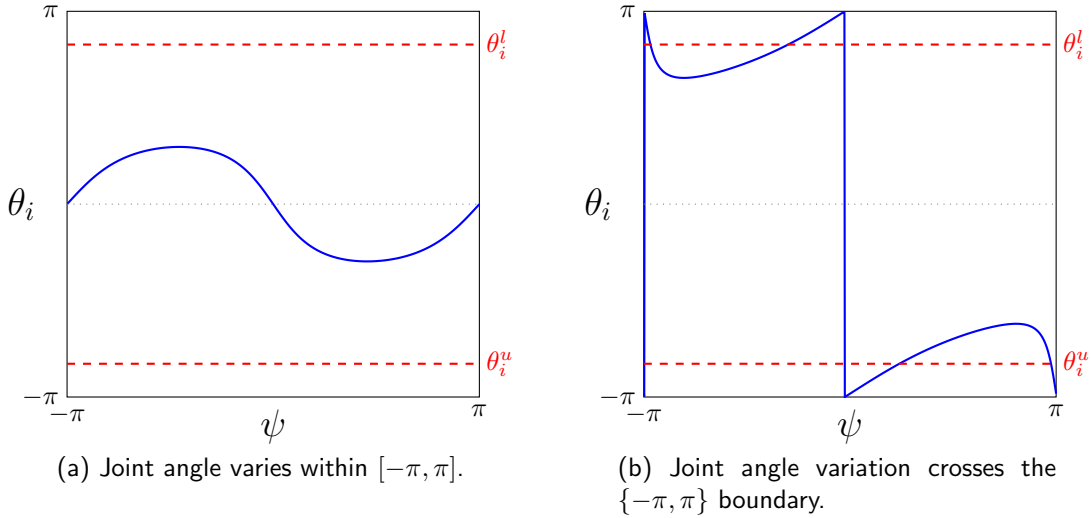 π
θ_i^l
θ_i
θ_i^u
−π
−π
ψ
π
(a) Joint angle varies within [−π, π].
π
θ_i^l
θ_i
θ_i^u
−π
−π
ψ
π
(b) Joint angle variation crosses the
{−π, π} boundary.